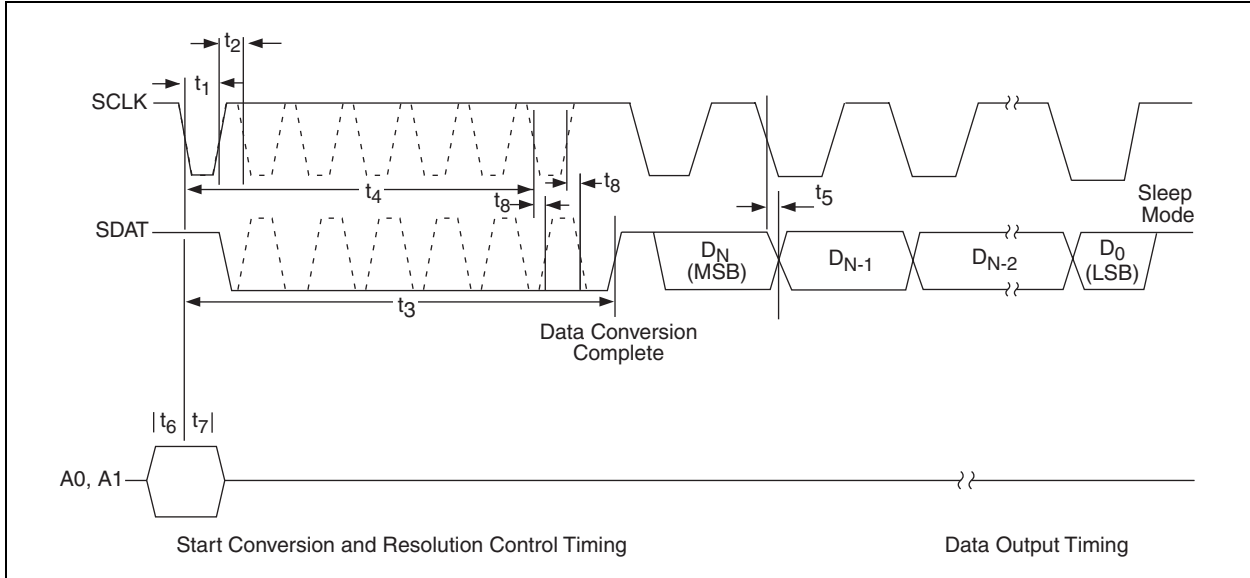 t2
t1
SCLK
t4
t8
t8
t5
Sleep
Mode
SDAT
DN
(MSB)
DN-1
DN-2
D0
(LSB)
t3
Data Conversion
Complete
t6
t7
A0, A1
Start Conversion and Resolution Control Timing
Data Output Timing